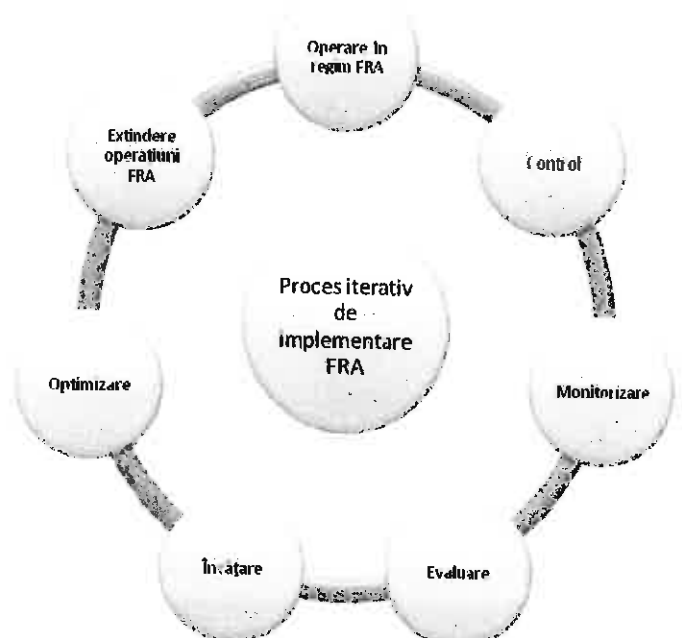 Operare în
regim FRA
Control
Monitorizare
Evaluare
Învățare
Optimizare
Extindere
operațiuni
FRA
Proces iterativ
de
implementare
FRA